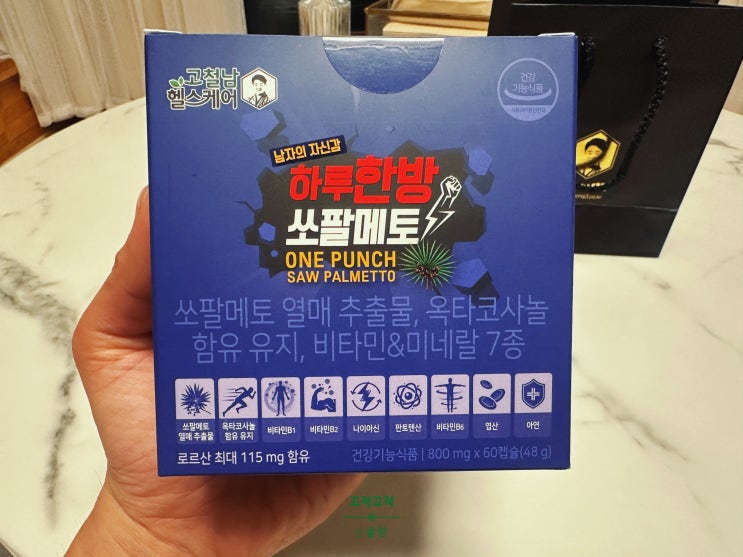 고철남
헬스케어
건강
기능식품
남자의 자신감
하루한방
쏘팔메토
ONE PUNCH
SAW PALMETTO
쏘팔메토 열매 추출물, 옥타코사놀
함유 유지, 비타민&미네랄 7종
쏘팔메토
열매 추출물
옥타코사놀
함유 유지
비타민B1
비타민B2
나이아신
판토텐산
비타민B6
엽산
아연
로르산 최대 115 mg 함유
건강기능식품 | 800 mg x 60캡슐(48 g)
끄적끄적